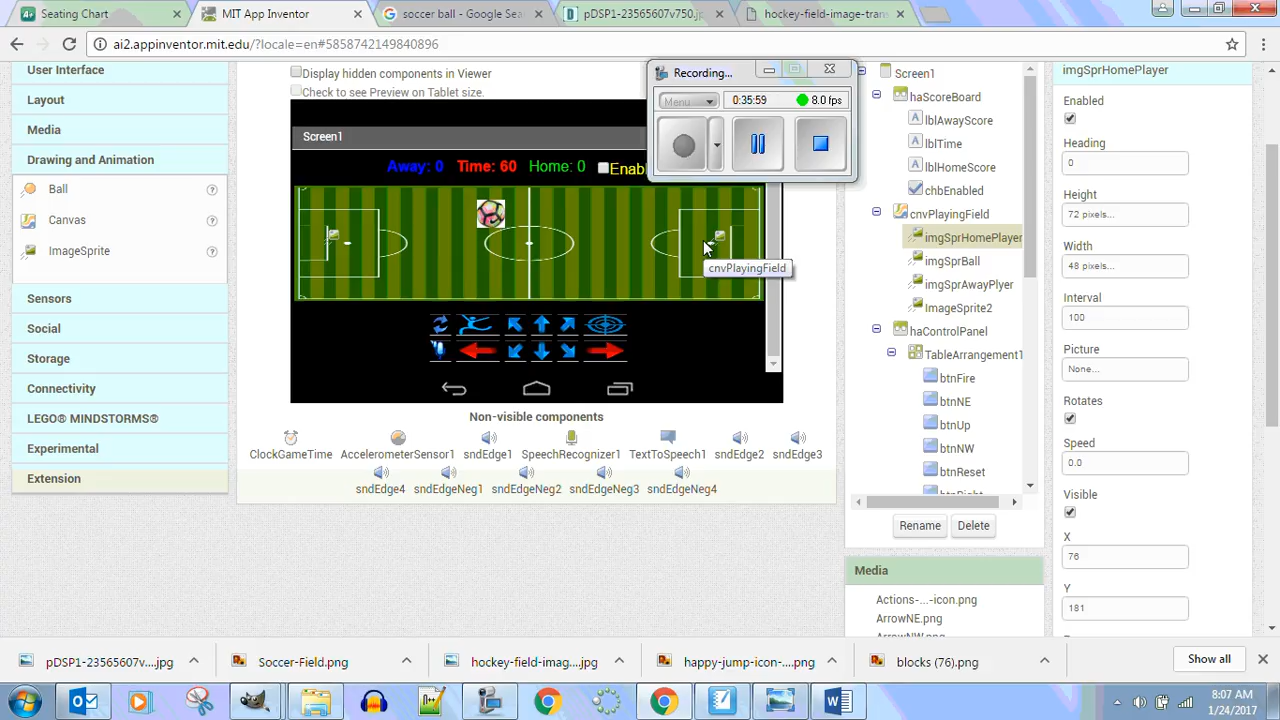 Seating Chart
MIT App Inventor
soccer ball - Google Sea
pDSP1-23565607v750.j
hockey-field-image-tran
ai2.appinventor.mit.edu/?locale=en#5858742149840896
User Interface
Layout
Media
Drawing and Animation
Ball
Canvas
ImageSprite
Sensors
Social
Storage
Connectivity
LEGO® MINDSTORMS®
Experimental
Extension
Display hidden components in Viewer
Check to see Preview on Tablet size.
Screen1
Away: 0 Time: 60 Home: 0 Enab
cnvPlayingField
Non-visible components
ClockGameTime AccelerometerSensor1 sndEdge1 SpeechRecognizer1 TextToSpeech1 sndEdge2 sndEdge3
sndEdge4 sndEdgeNeg1 sndEdgeNeg2 sndEdgeNeg3 sndEdgeNeg4
Recording...
Menu 0:35:59 8.0 fps
Screen1
haScoreBoard
lblAwayScore
lblTime
lblHomeScore
chbEnabled
cnvPlayingField
imgSprHomePlayer
imgSprBall
imgSprAwayPlyer
ImageSprite2
haControlPanel
TableArrangement1
btnFire
btnNE
btnUp
btnNW
btnReset
Rename Delete
Media
Actions-...-icon.png
ArrowNE.png
imgSprHomePlayer
Enabled
Heading
0
Height
72 pixels...
Width
48 pixels...
Interval
100
Picture
None...
Rotates
Speed
0.0
Visible
X
76
Y
181
pDSP1-23565607v....jpg
Soccer-Field.png
hockey-field-imag....jpg
happy-jump-icon-....png
blocks (76).png
Show all
8:07 AM
1/24/2017